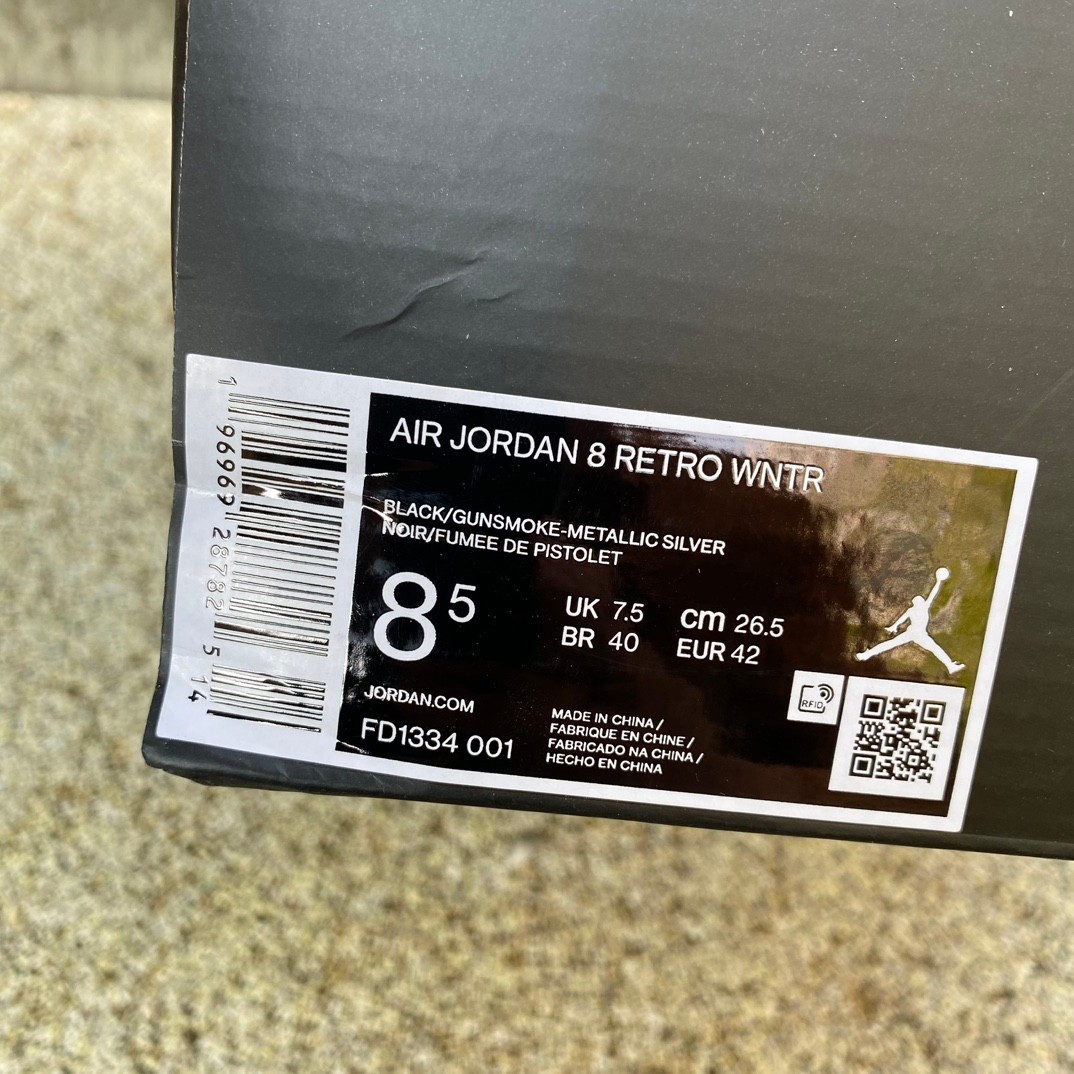 1 96969 28782 5 14
AIR JORDAN 8 RETRO WNTR
BLACK/GUNSMOKE-METALLIC SILVER
NOIR/FUMEE DE PISTOLET
8 5
UK 7.5 cm 26.5
BR 40 EUR 42
JORDAN.COM
FD1334 001
MADE IN CHINA /
FABRIQUE EN CHINE /
FABRICADO NA CHINA /
HECHO EN CHINA
RFID